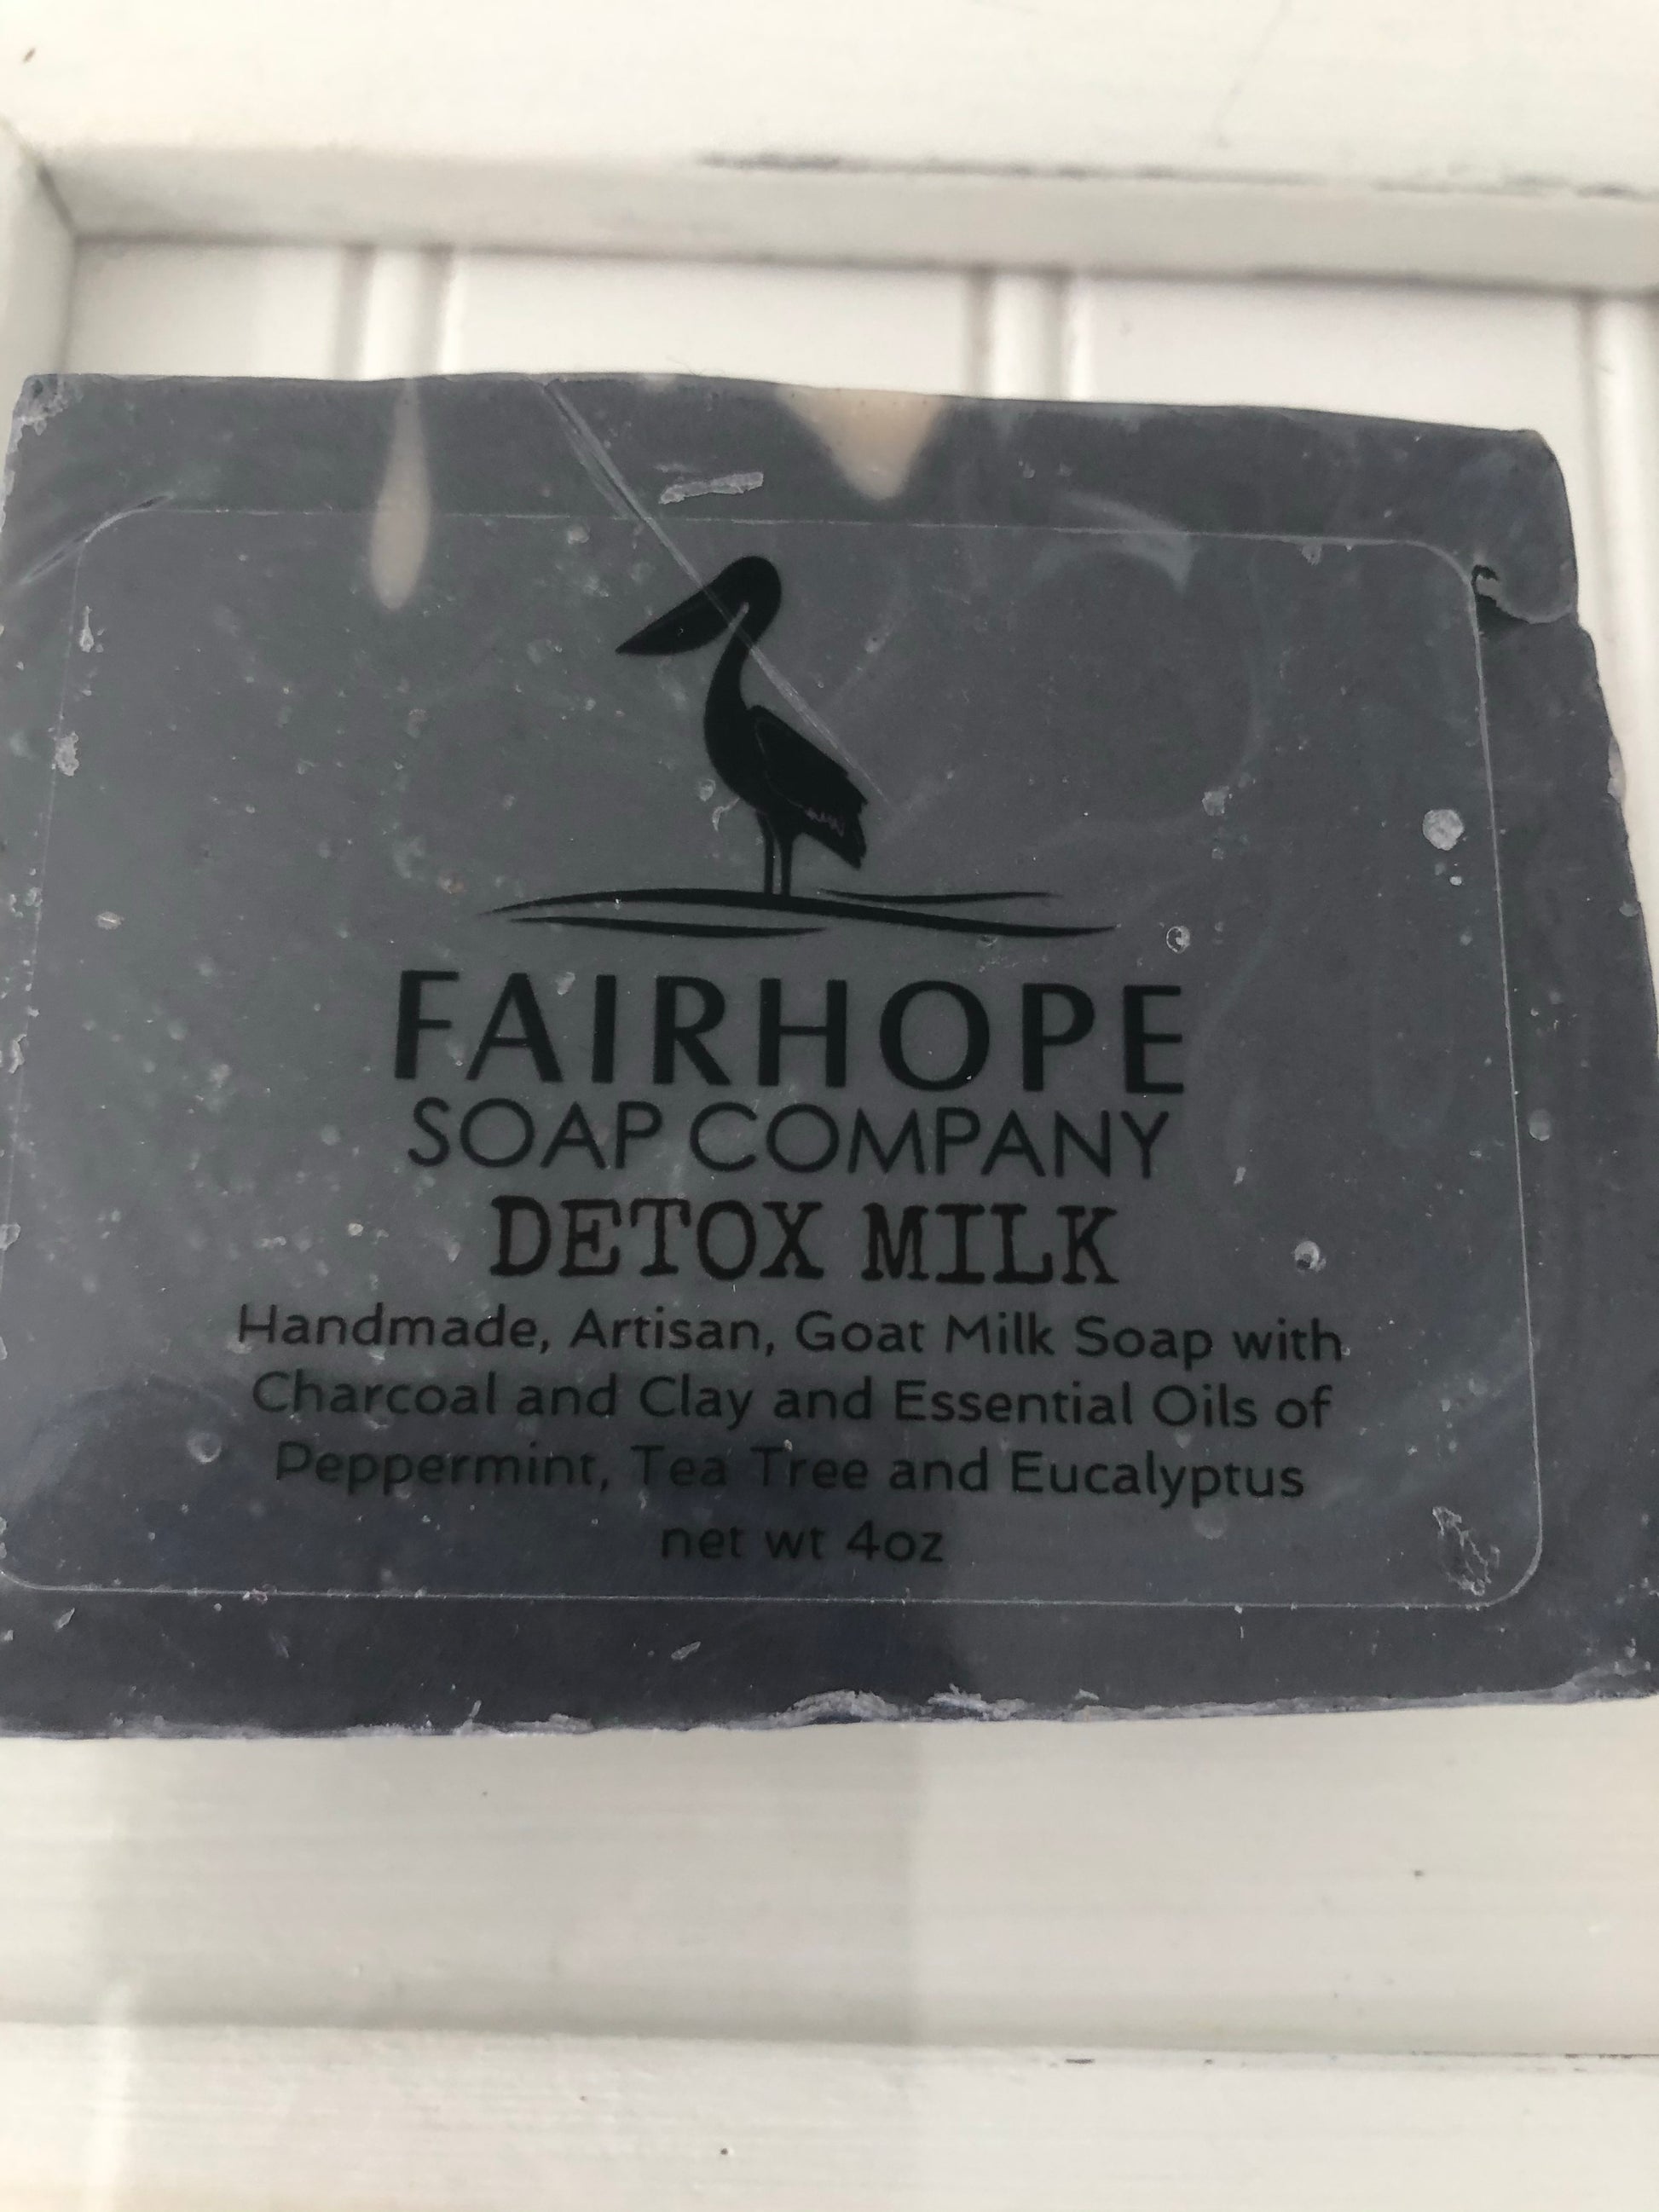 FAIRHOPE
SOAP COMPANY
DETOX MILK
Handmade, Artisan, Goat Milk Soap with
Charcoal and Clay and Essential Oils of
Peppermint, Tea Tree and Eucalyptus
net wt 4oz